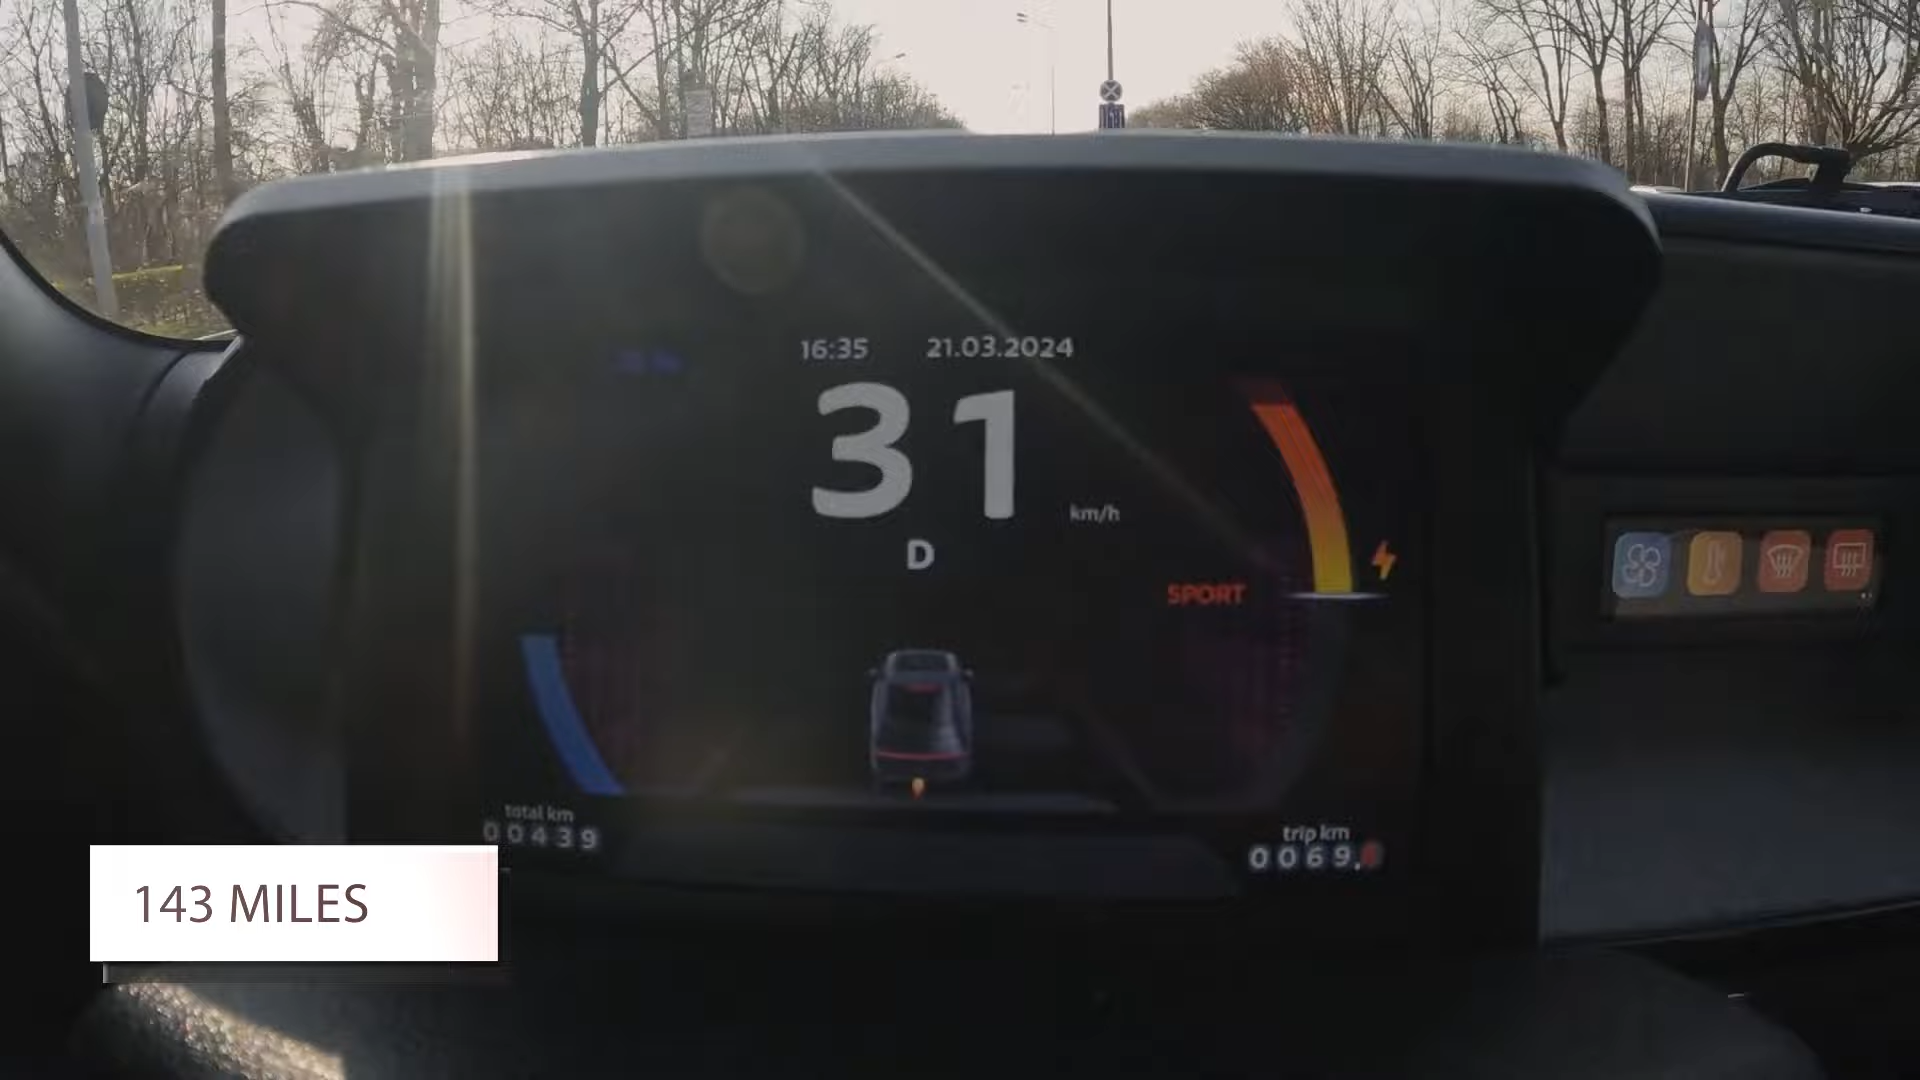 16:35 21.03.2024
31
km/h
D
SPORT
total km
00439
trip km
0069.
143 MILES